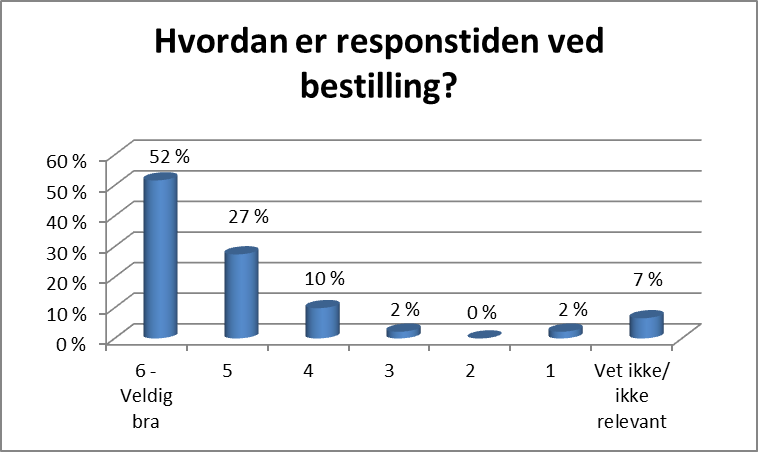 Hvordan er responstiden ved
bestilling?
60 %
50 %
40 %
30 %
20 %
10 %
0 %
52 %
27 %
10 %
2 %
0 %
2 %
7 %
6 -
Veldig
bra
5
4
3
2
1
Vet ikke/
ikke
relevant